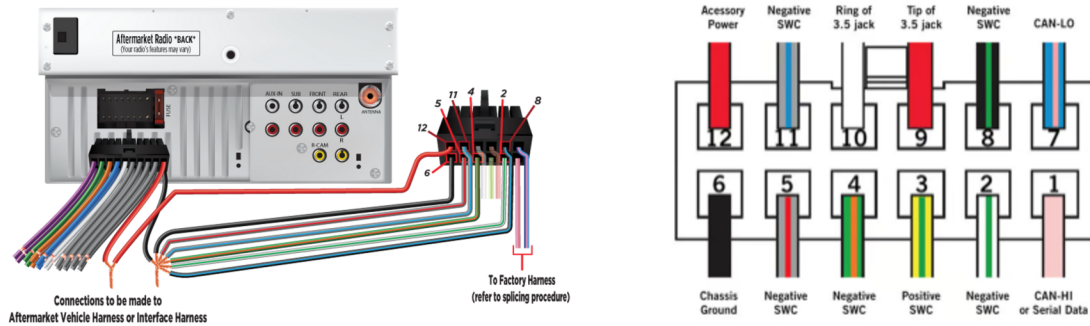 Aftermarket Radio "BACK"
(Your radio's features may vary)
FUSE
AUX-IN SUB FRONT REAR
L
R
R-CAM
ANTENNA
4
2
11
5
8
12
6
To Factory Harness
(refer to splicing procedure)
Connections to be made to
Aftermarket Vehicle Harness or Interface Harness
Acessory
Power
Negative
SWC
Ring of
3.5 jack
Tip of
3.5 jack
Negative
SWC
CAN-LO
12 11 10 9 8 7
6 5 4 3 2 1
Chassis
Ground
Negative
SWC
Negative
SWC
Positive
SWC
Negative
SWC
CAN-HI
or Serial Data